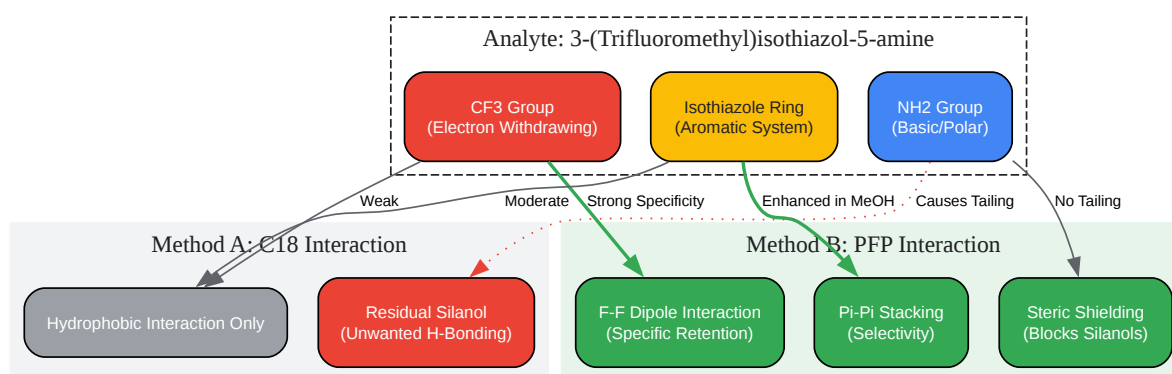 Analyte: 3-(Trifluoromethyl)isothiazol-5-amine
CF3 Group
(Electron Withdrawing)
Isothiazole Ring
(Aromatic System)
NH2 Group
(Basic/Polar)
Weak
Moderate
Strong Specificity
Enhanced in MeOH
Causes Tailing
No Tailing
Method A: C18 Interaction
Method B: PFP Interaction
Hydrophobic Interaction Only
Residual Silanol
(Unwanted H-Bonding)
F-F Dipole Interaction
(Specific Retention)
Pi-Pi Stacking
(Selectivity)
Steric Shielding
(Blocks Silanols)